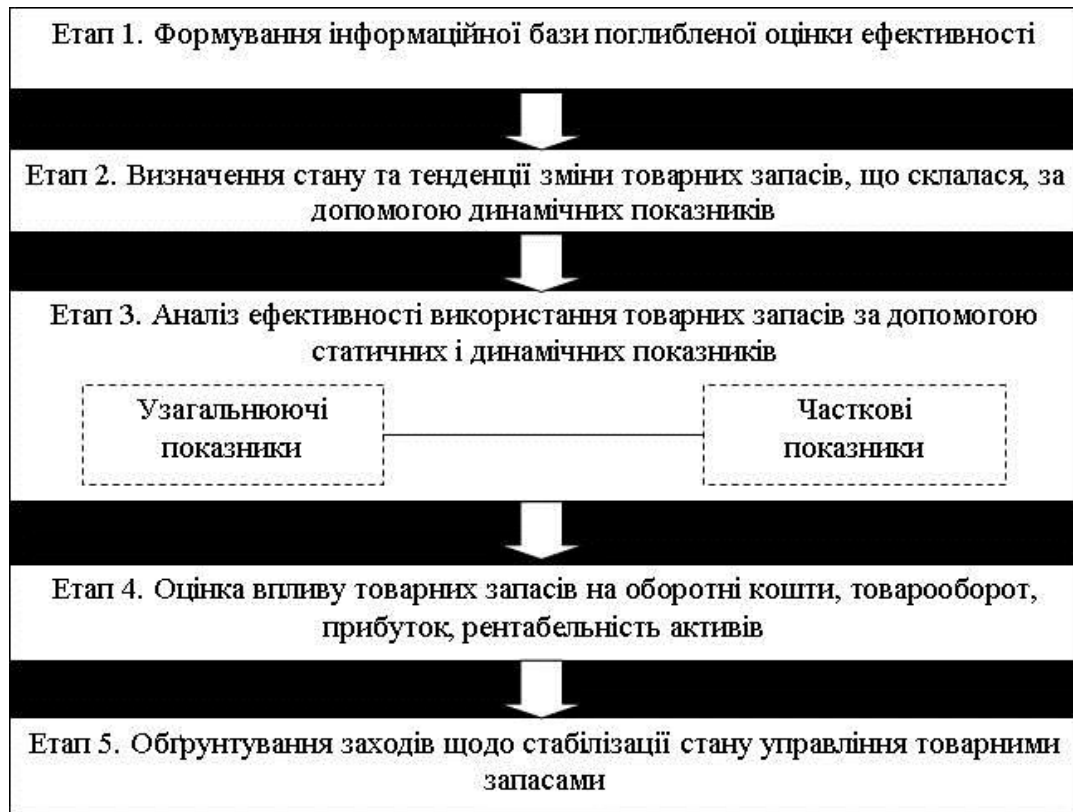 Етап 1. Формування інформаційної бази поглибленої оцінки ефективності
Етап 2. Визначення стану та тенденції зміни товарних запасів, що склалася, за
допомогою динамічних показників
Етап 3. Аналіз ефективності використання товарних запасів за допомогою
статичних і динамічних показників
Узагальнюючі
показники
Часткові
показники
Етап 4. Оцінка впливу товарних запасів на оборотні кошти, товарооборот,
прибуток, рентабельність активів
Етап 5. Обґрунтування заходів щодо стабілізації стану управління товарними
запасами